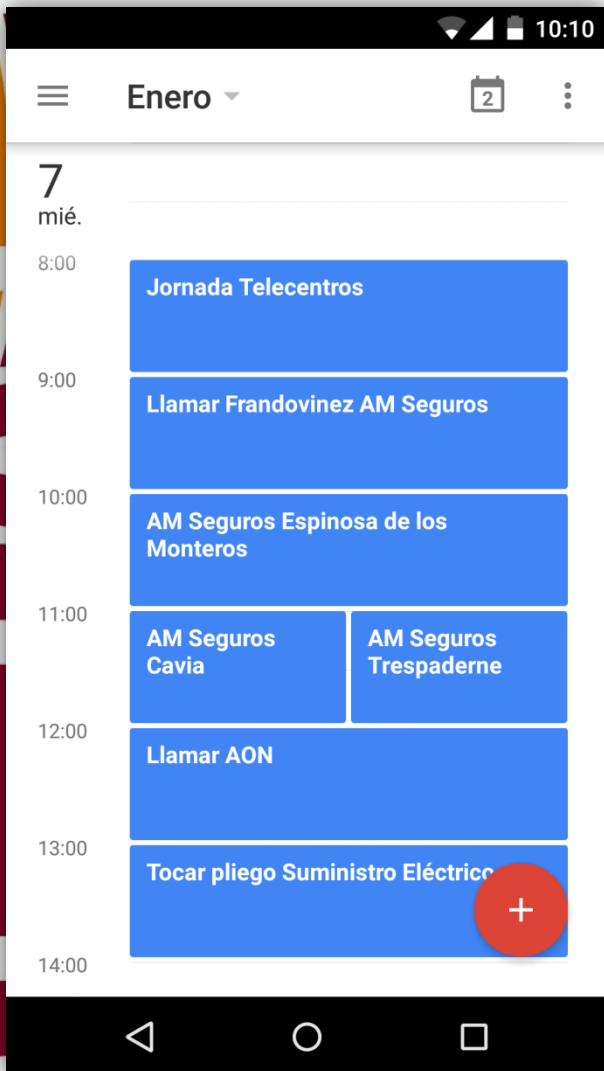 10:10
Enero
2
7
mié.
8:00
Jornada Telecentros
9:00
Llamar Frandovinez AM Seguros
10:00
AM Seguros Espinosa de los
Monteros
11:00
AM Seguros
Cavia
AM Seguros
Trespaderne
12:00
Llamar AON
13:00
Tocar pliego Suministro Eléctrico
14:00